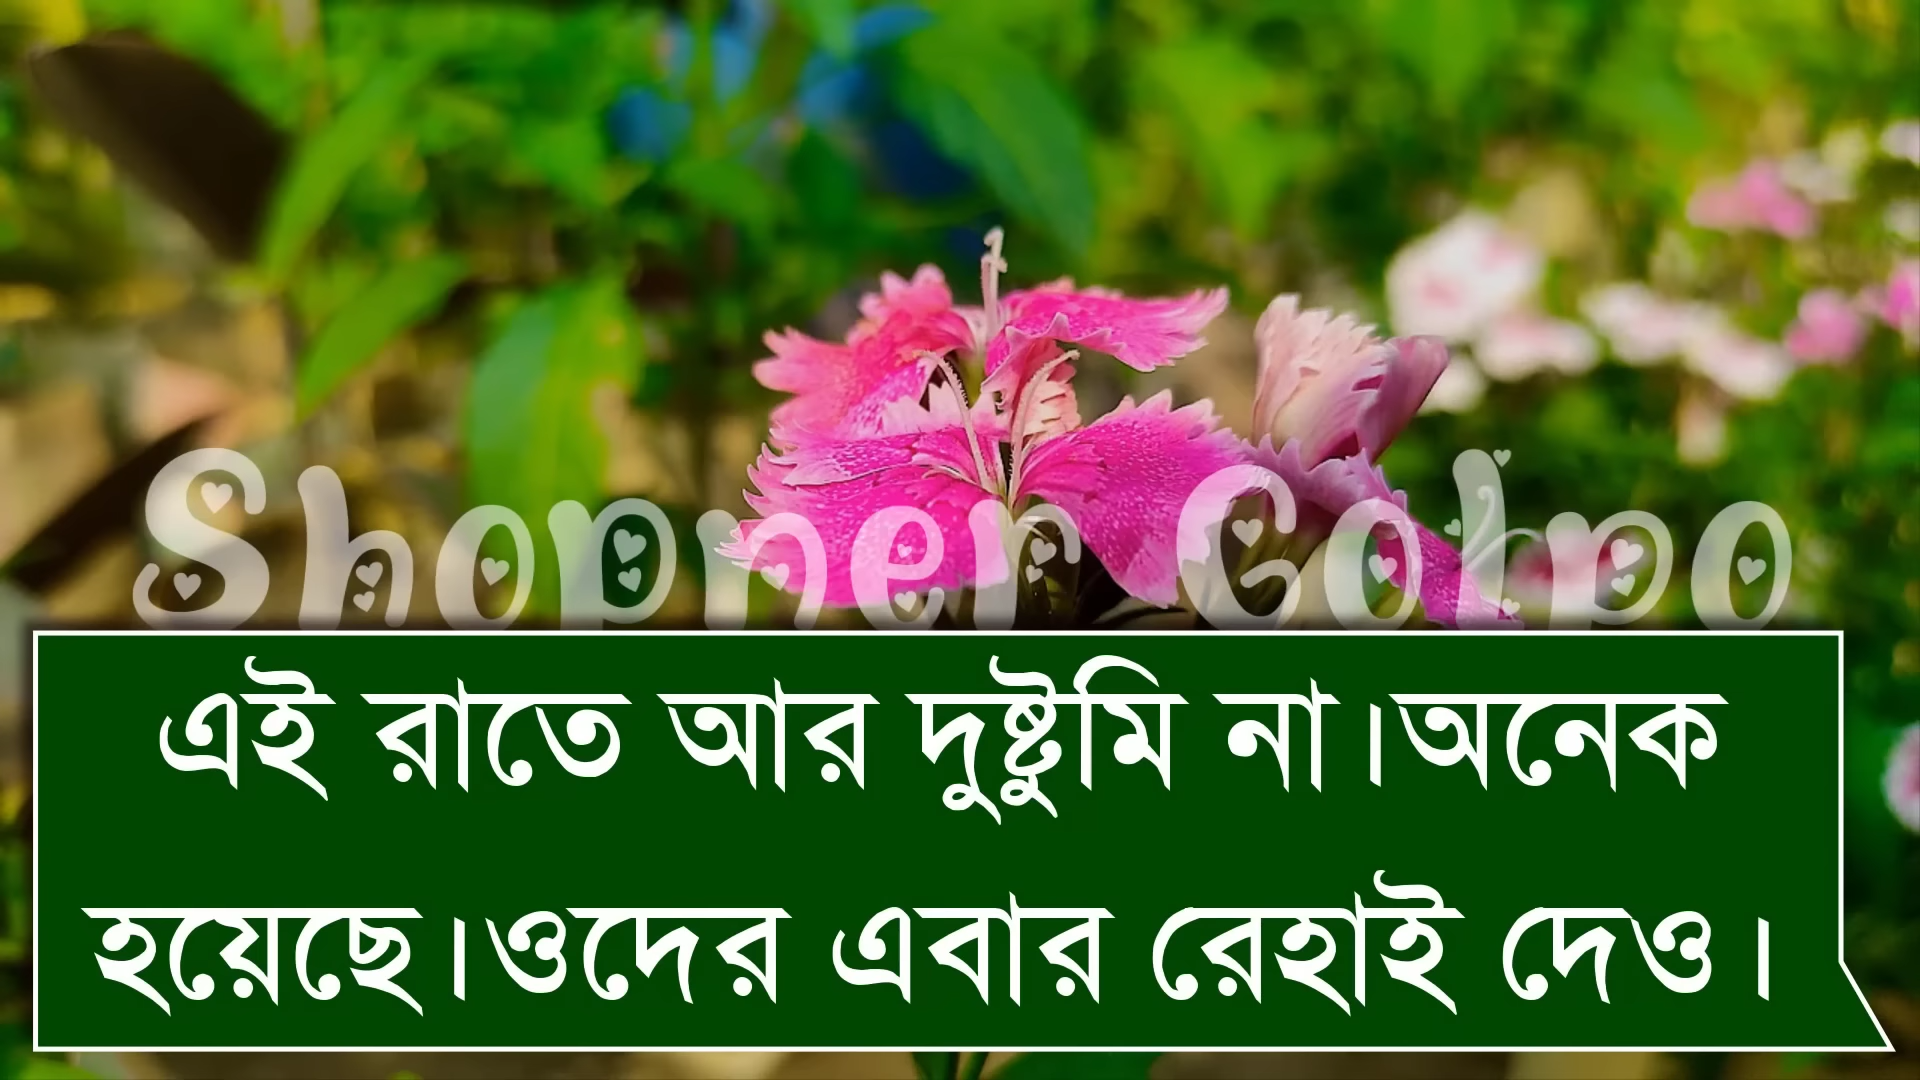 Shopner Golpo
এই রাতে আর দুষ্টুমি না।অনেক
হয়েছে।ওদের এবার রেহাই দেও।